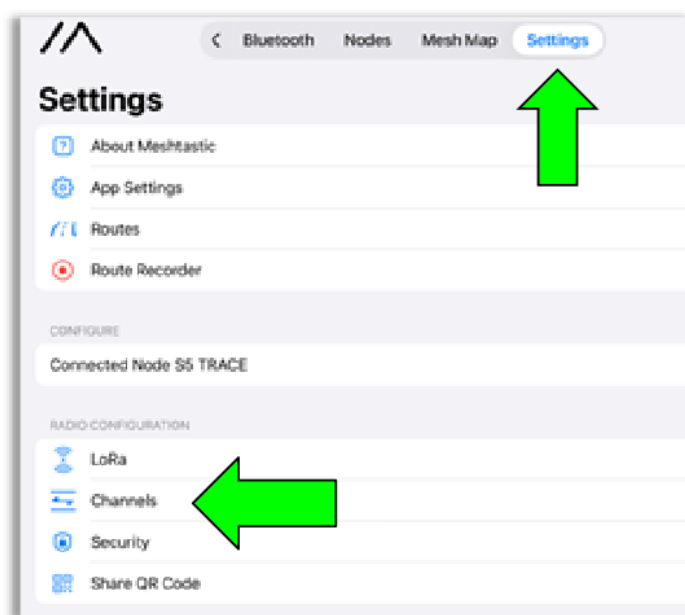 Bluetooth Nodes Mesh Map Settings
Settings
About Meshtastic
App Settings
Routes
Route Recorder
CONFIGURE
Connected Node S5 TRACE
RADIO CONFIGURATION
LoRa
Channels
Security
Share QR Code